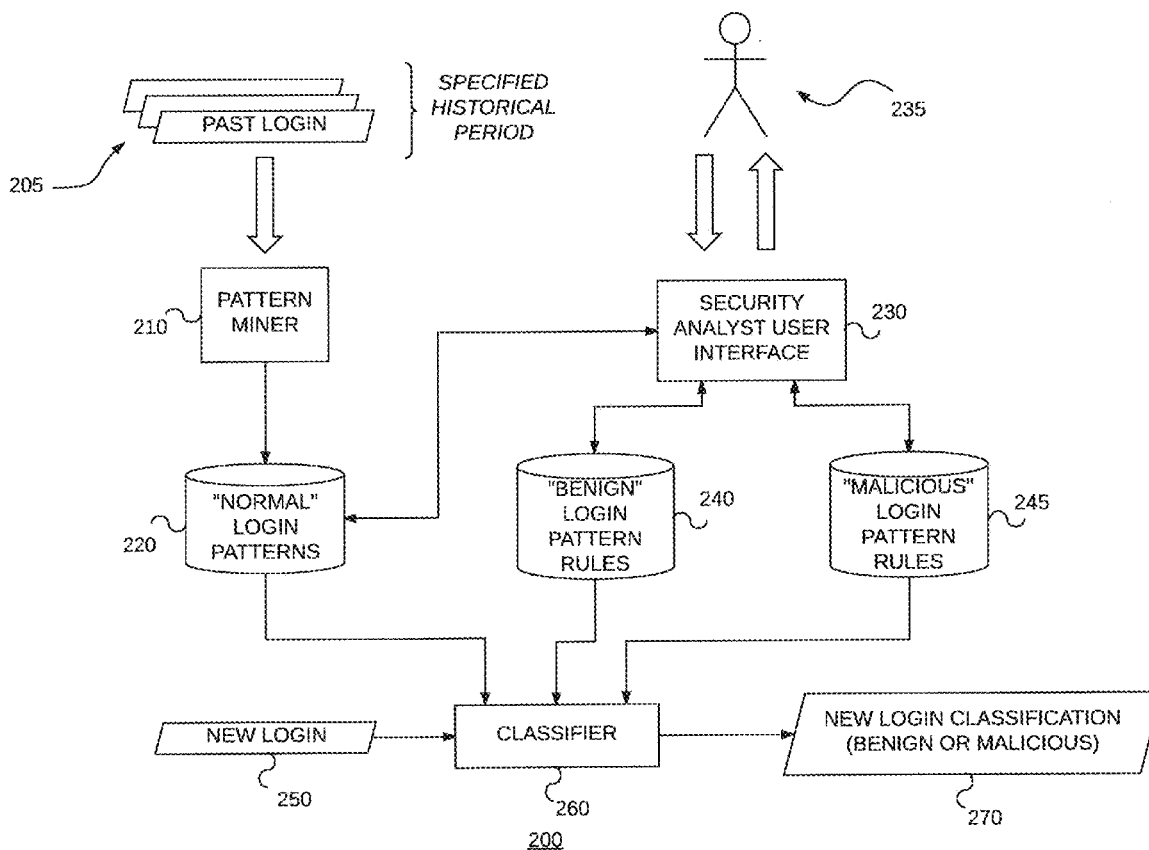 SPECIFIED
HISTORICAL
PERIOD
PAST LOGIN
205
235
PATTERN
MINER
210
SECURITY
ANALYST USER
INTERFACE
230
"NORMAL"
LOGIN
PATTERNS
220
"BENIGN"
LOGIN
PATTERN
RULES
240
"MALICIOUS"
LOGIN
PATTERN
RULES
245
NEW LOGIN
250
CLASSIFIER
260
NEW LOGIN CLASSIFICATION
(BENIGN OR MALICIOUS)
270
200